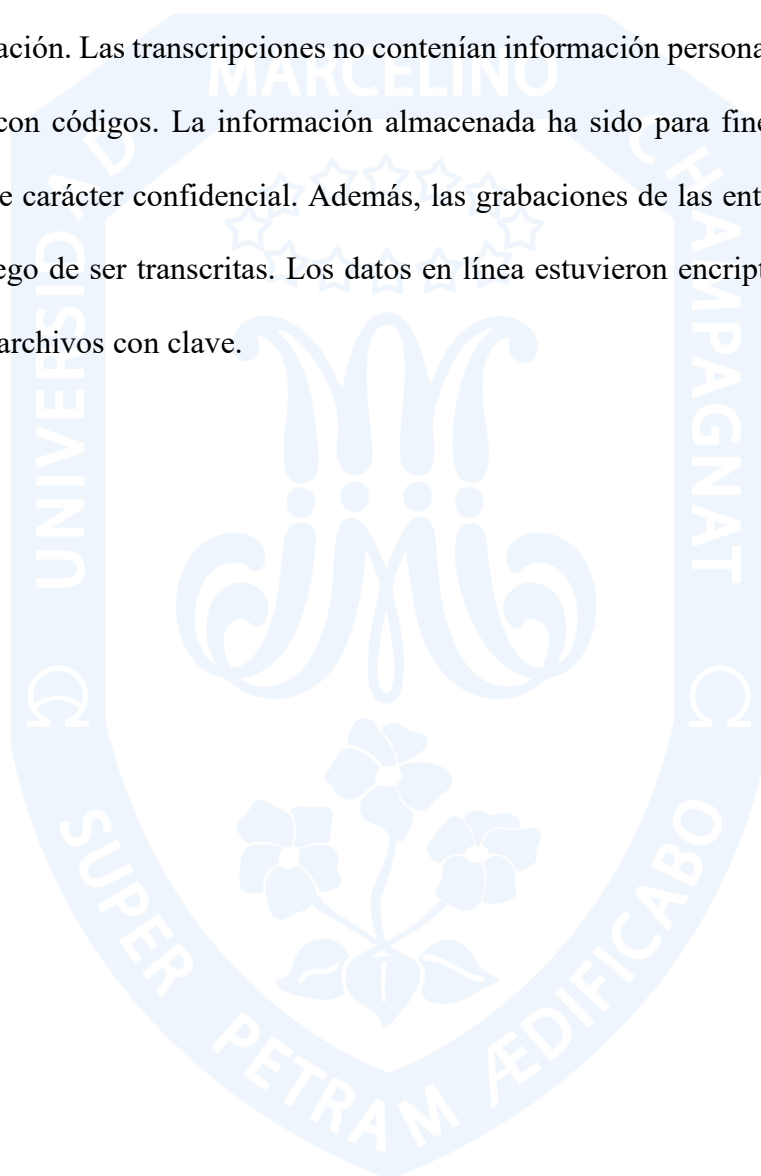 ación. Las transcripciones no contenían información persona
con códigos. La información almacenada ha sido para fine
e carácter confidencial. Además, las grabaciones de las ent
ego de ser transcritas. Los datos en línea estuvieron encript
archivos con clave.
UNIVERSIDAD
MARCELINO
CHAMPAGNAT
SUPER PETRAM ÆDIFICABO